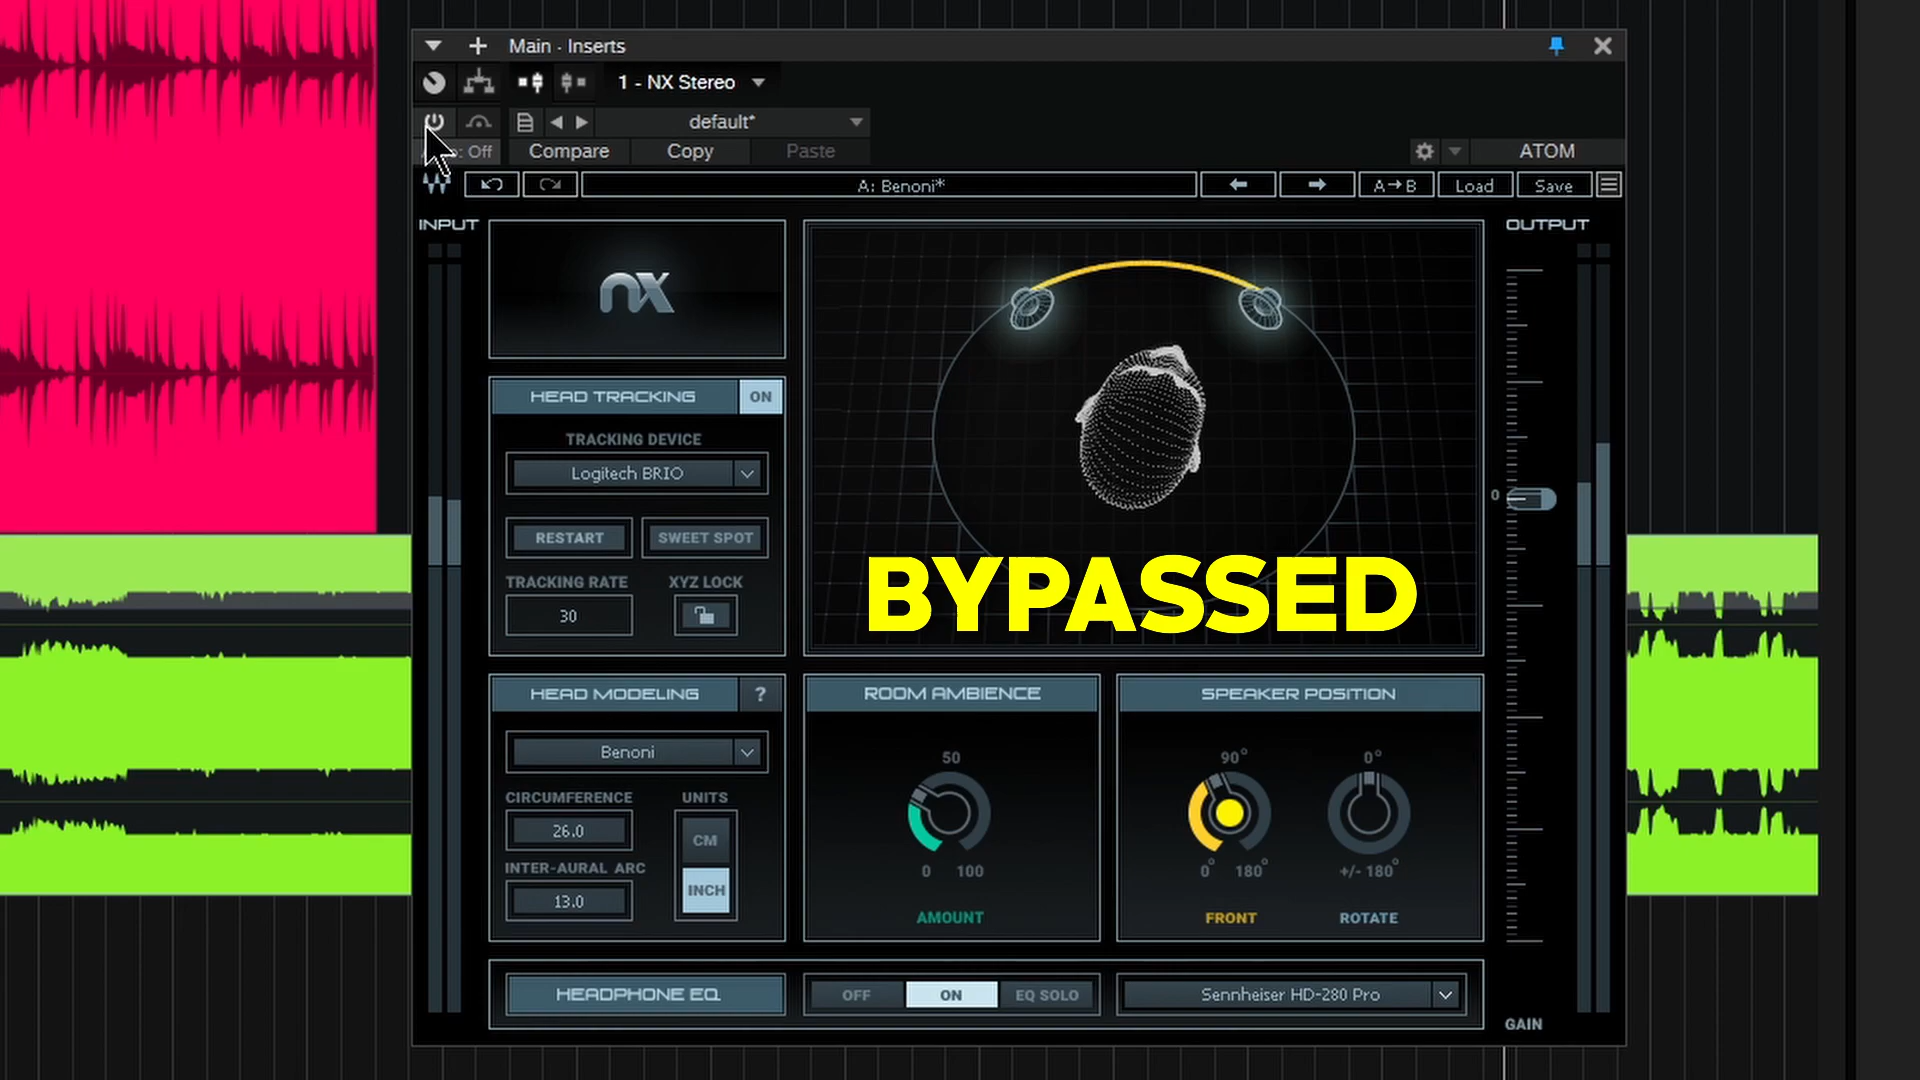 Main - Inserts
1 - NX Stereo
default*
: Off
Compare
Copy
Paste
ATOM
A: Benoni*
A→B
Load
Save
INPUT
OUTPUT
nx
HEAD TRACKING
ON
TRACKING DEVICE
Logitech BRIO
RESTART
SWEET SPOT
TRACKING RATE
XYZ LOCK
30
0
BYPASSED
HEAD MODELING
?
Benoni
CIRCUMFERENCE
UNITS
26.0
CM
INTER-AURAL ARC
INCH
13.0
ROOM AMBIENCE
50
0
100
AMOUNT
SPEAKER POSITION
90°
0°
0°
180°
+/- 180°
FRONT
ROTATE
HEADPHONE EQ
OFF
ON
EQ SOLO
Sennheiser HD-280 Pro
GAIN